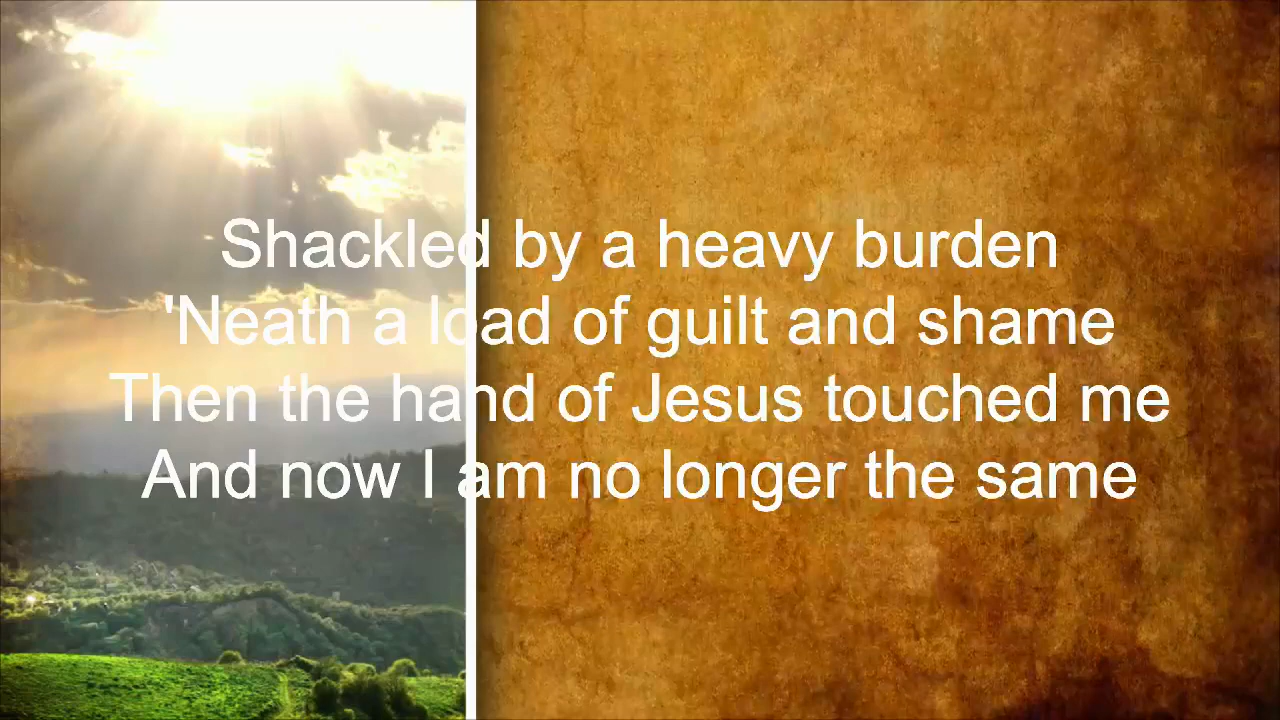 Shackled by a heavy burden
'Neath a load of guilt and shame
Then the hand of Jesus touched me
And now I am no longer the same